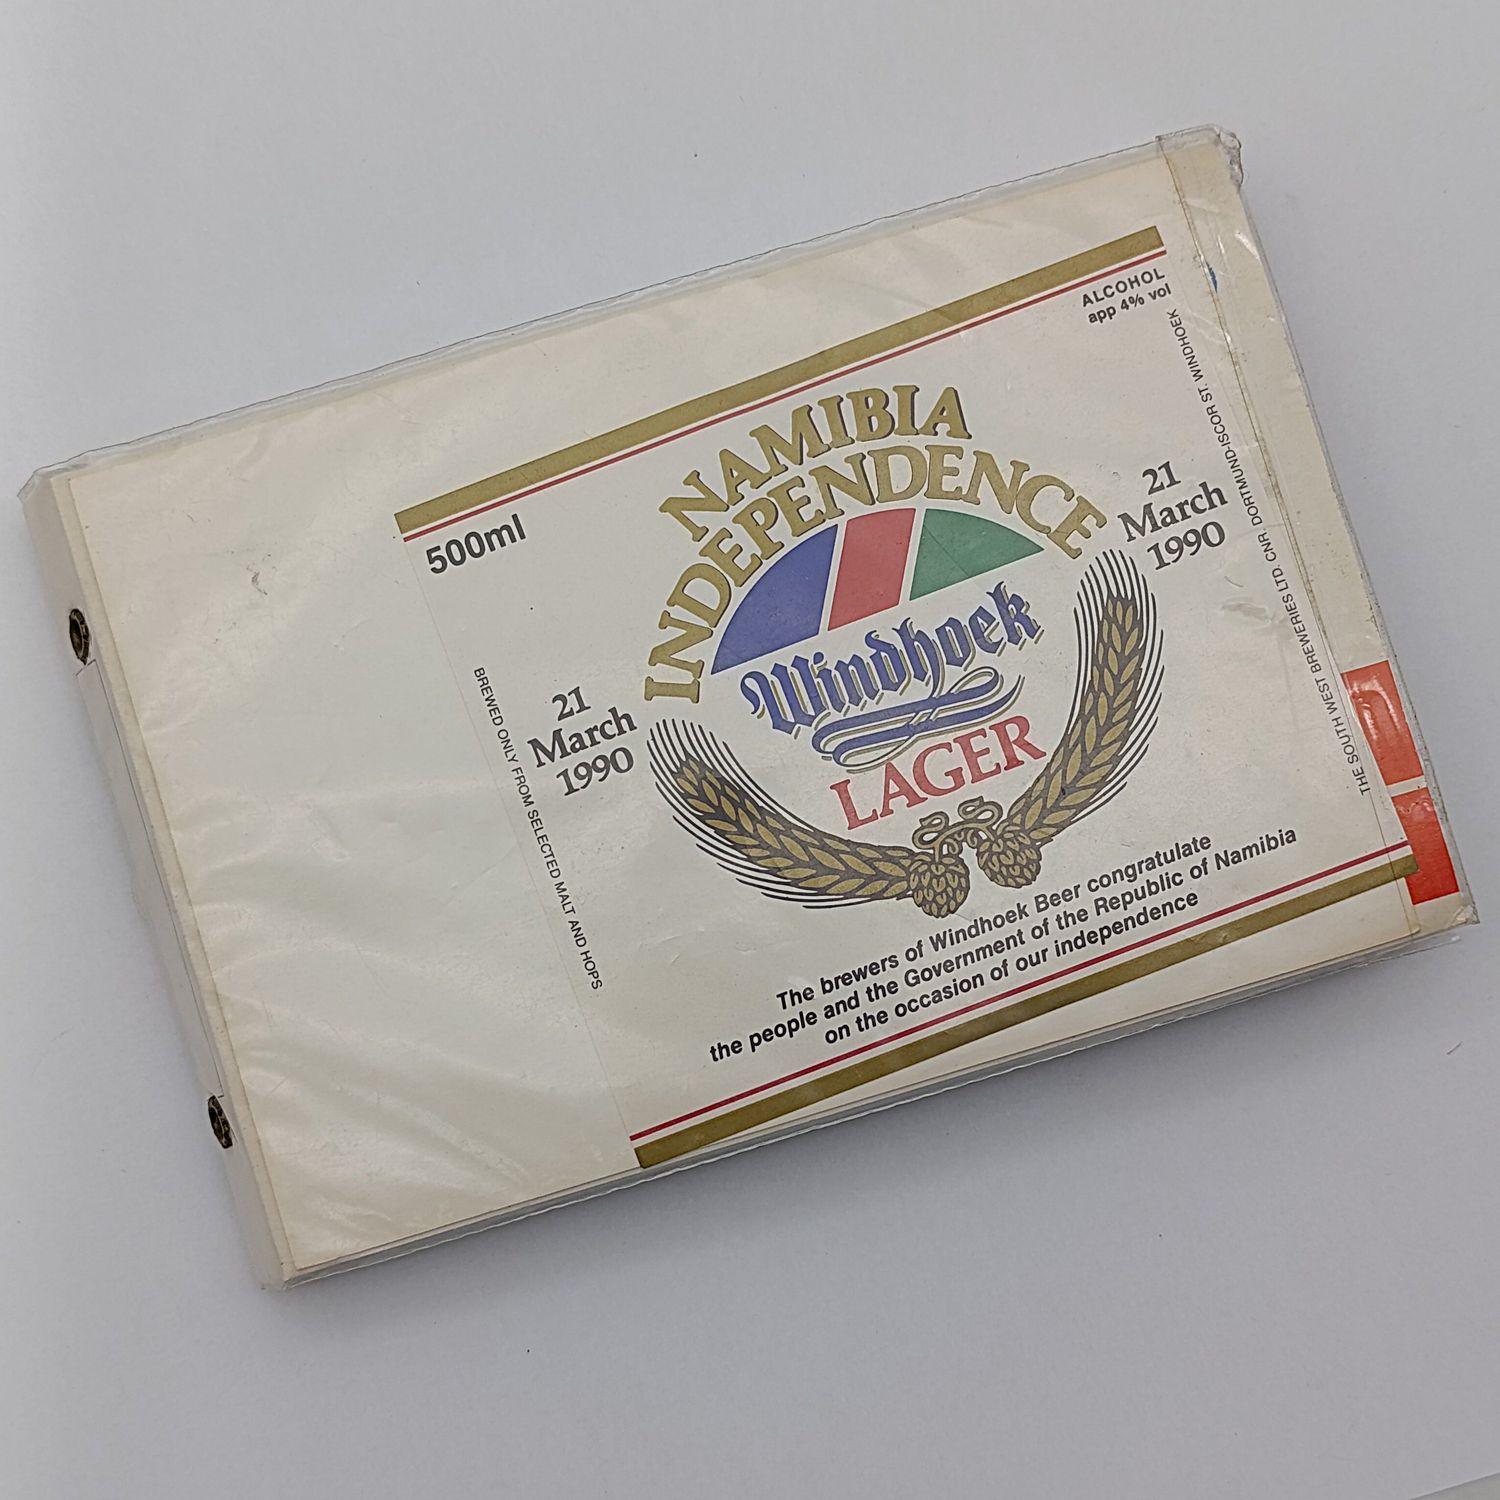 ALCOHOL
app 4% vol
500ml
NAMIBIA
INDEPENDENCE
21
March
1990
21
March
1990
Windhoek
LAGER
BREWED ONLY FROM SELECTED MALT AND HOPS
THE SOUTH WEST BREWERIES LTD. CNR. DORTMUND-ISCOR ST. WINDHOEK
The brewers of Windhoek Beer congratulate
the people and the Government of the Republic of Namibia
on the occasion of our independence